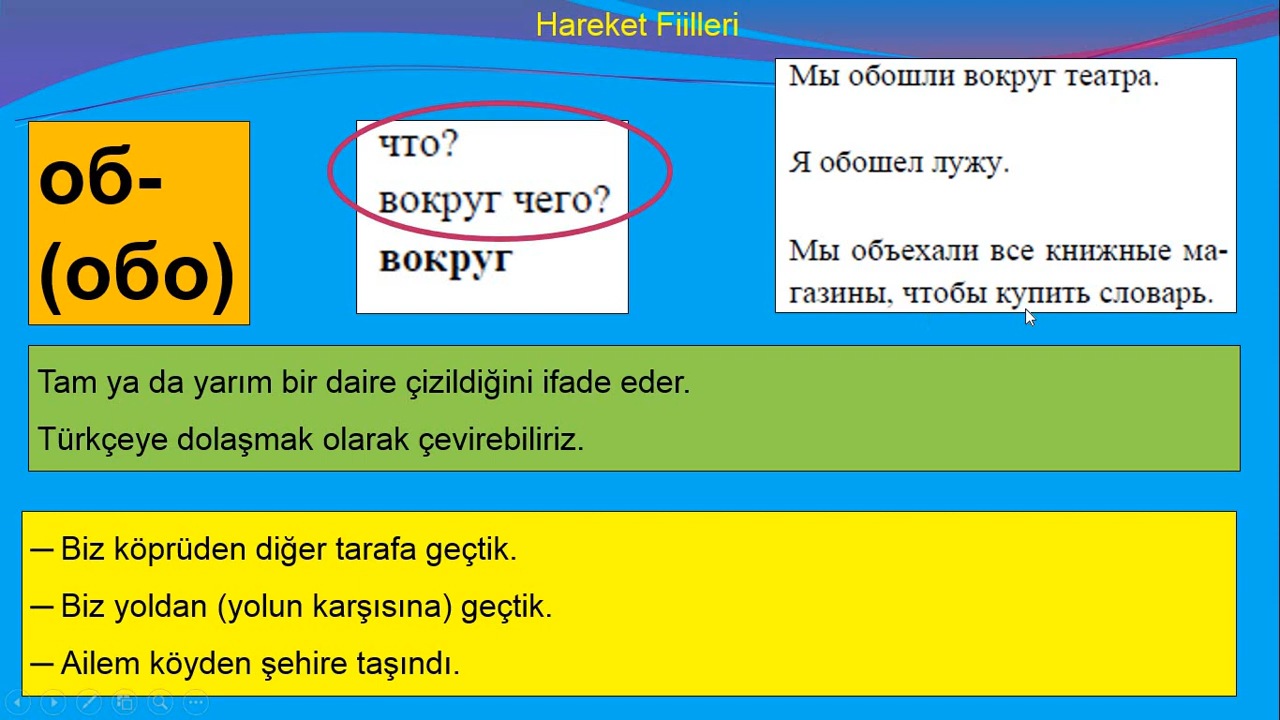 Hareket Fiilleri
об-
(обо)
что?
вокруг чего?
вокруг
Мы обошли вокруг театра.
Я обошел лужу.
Мы объехали все книжные ма-
газины, чтобы купить словарь.
Tam ya da yarım bir daire çizildiğini ifade eder.
Türkçeye dolaşmak olarak çevirebiliriz.
─ Biz köprüden diğer tarafa geçtik.
─ Biz yoldan (yolun karşısına) geçtik.
─ Ailem köyden şehire taşındı.